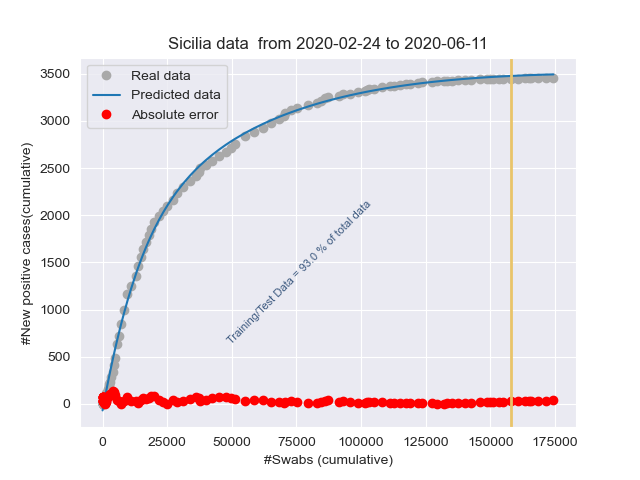 Sicilia data  from 2020-02-24 to 2020-06-11
Real data
Predicted data
Absolute error
#New positive cases(cumulative)
3500
3000
2500
2000
1500
1000
500
0
Training/Test Data = 93.0 % of total data
0 25000 50000 75000 100000 125000 150000 175000
#Swabs (cumulative)